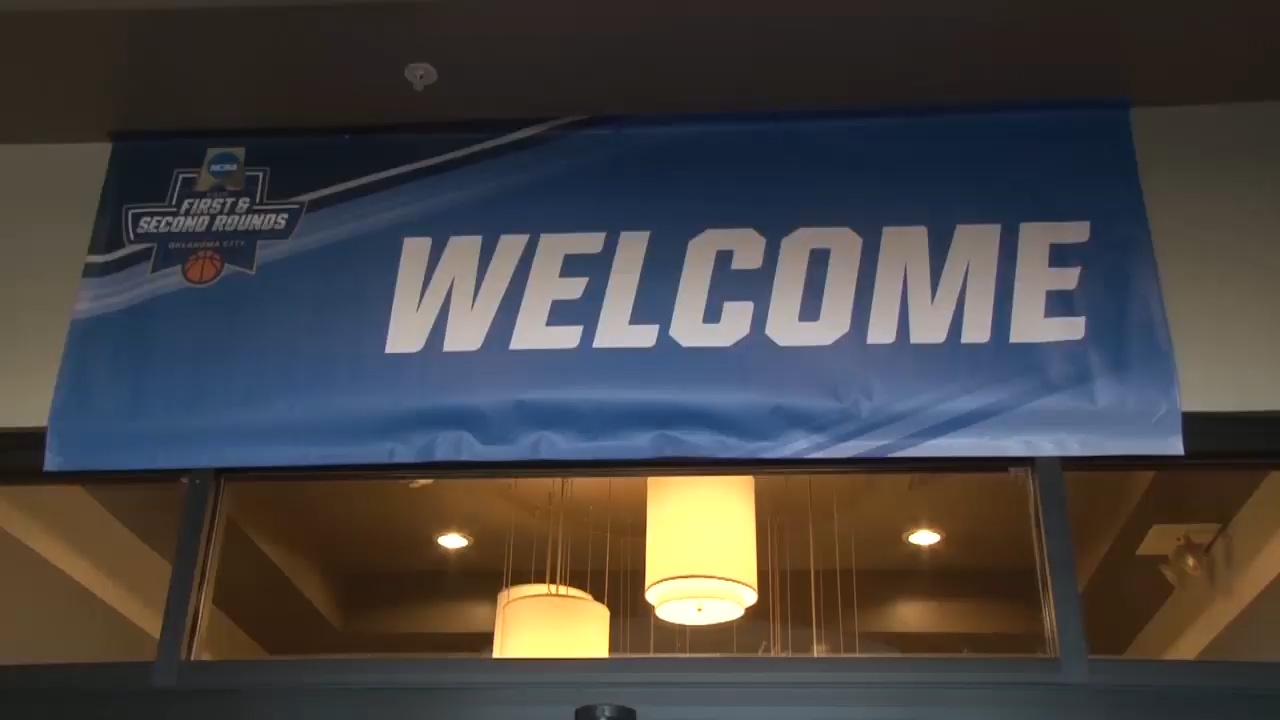 NCAA
FIRST &
SECOND ROUNDS
OKLAHOMA CITY
WELCOME